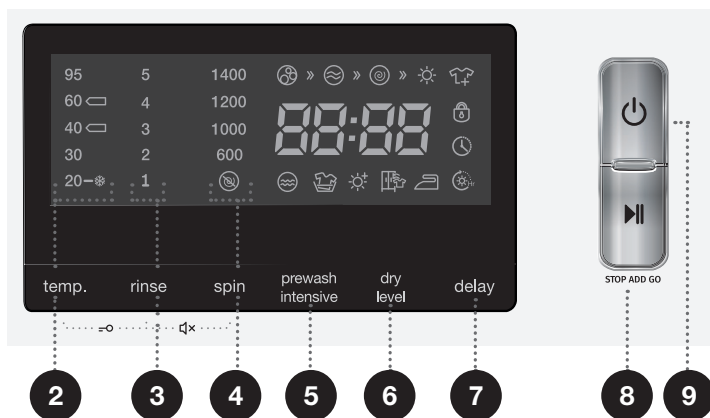 95 5 1400
60 4 1200
40 3 1000
88:88
30 2 600
20 1
temp. rinse spin prewash intensive dry level delay
STOP ADD GO
2 3 4 5 6 7 8 9